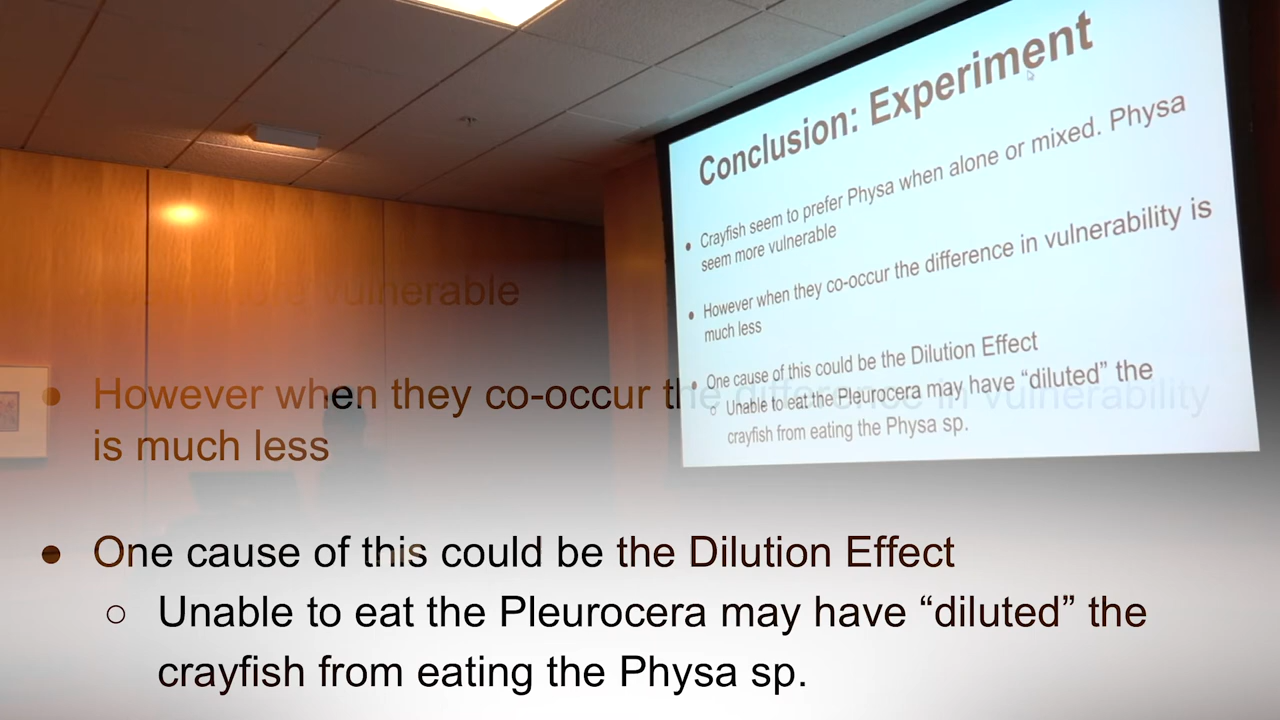 Conclusion: Experiment
• Crayfish seem to prefer Physa when alone or mixed. Physa
seem more vulnerable
• However when they co-occur the difference in vulnerability is
much less
• One cause of this could be the Dilution Effect
○ Unable to eat the Pleurocera may have “diluted” the
crayfish from eating the Physa sp.
vulnerable
● However when they co-occur the difference in vulnerability
is much less
● One cause of this could be the Dilution Effect
○ Unable to eat the Pleurocera may have “diluted” the
crayfish from eating the Physa sp.